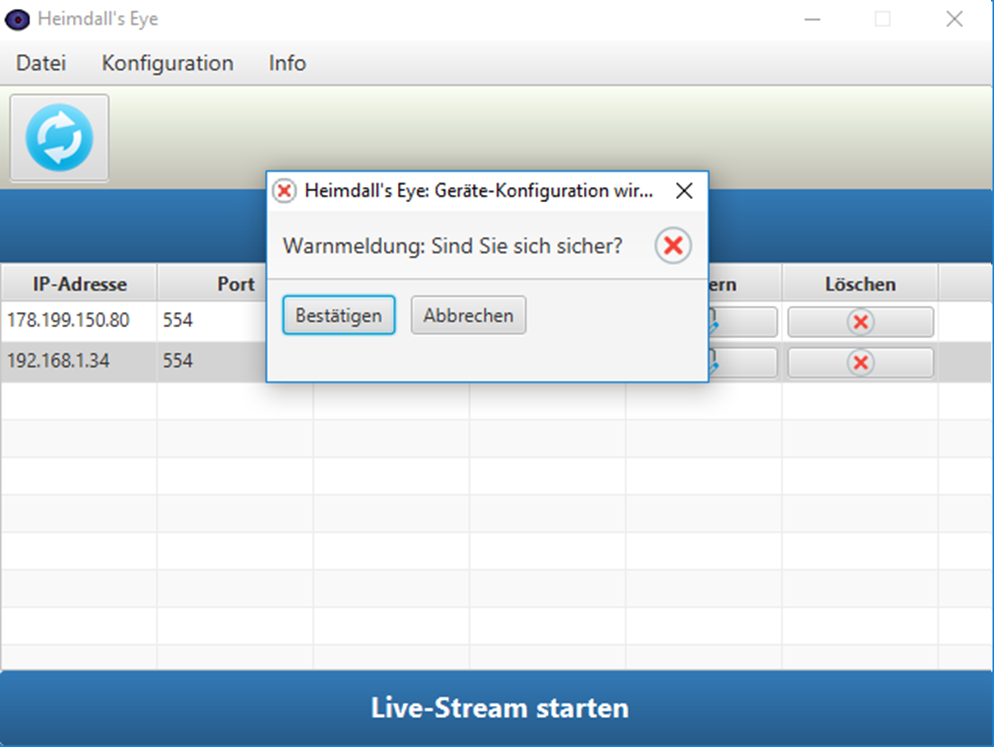 Heimdall's Eye
Datei Konfiguration Info
Heimdall's Eye: Geräte-Konfiguration wir...
Warnmeldung: Sind Sie sich sicher?
Bestätigen Abbrechen
IP-Adresse Port ern Löschen
178.199.150.80 554
192.168.1.34 554
Live-Stream starten